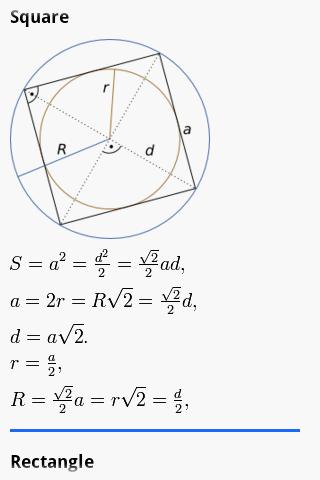 Square
r
a
R
d
S = a² = d²/2 = √2/2 ad,
a = 2r = R√2 = √2/2 d,
d = a√2.
r = a/2,
R = √2/2 a = r√2 = d/2,
Rectangle